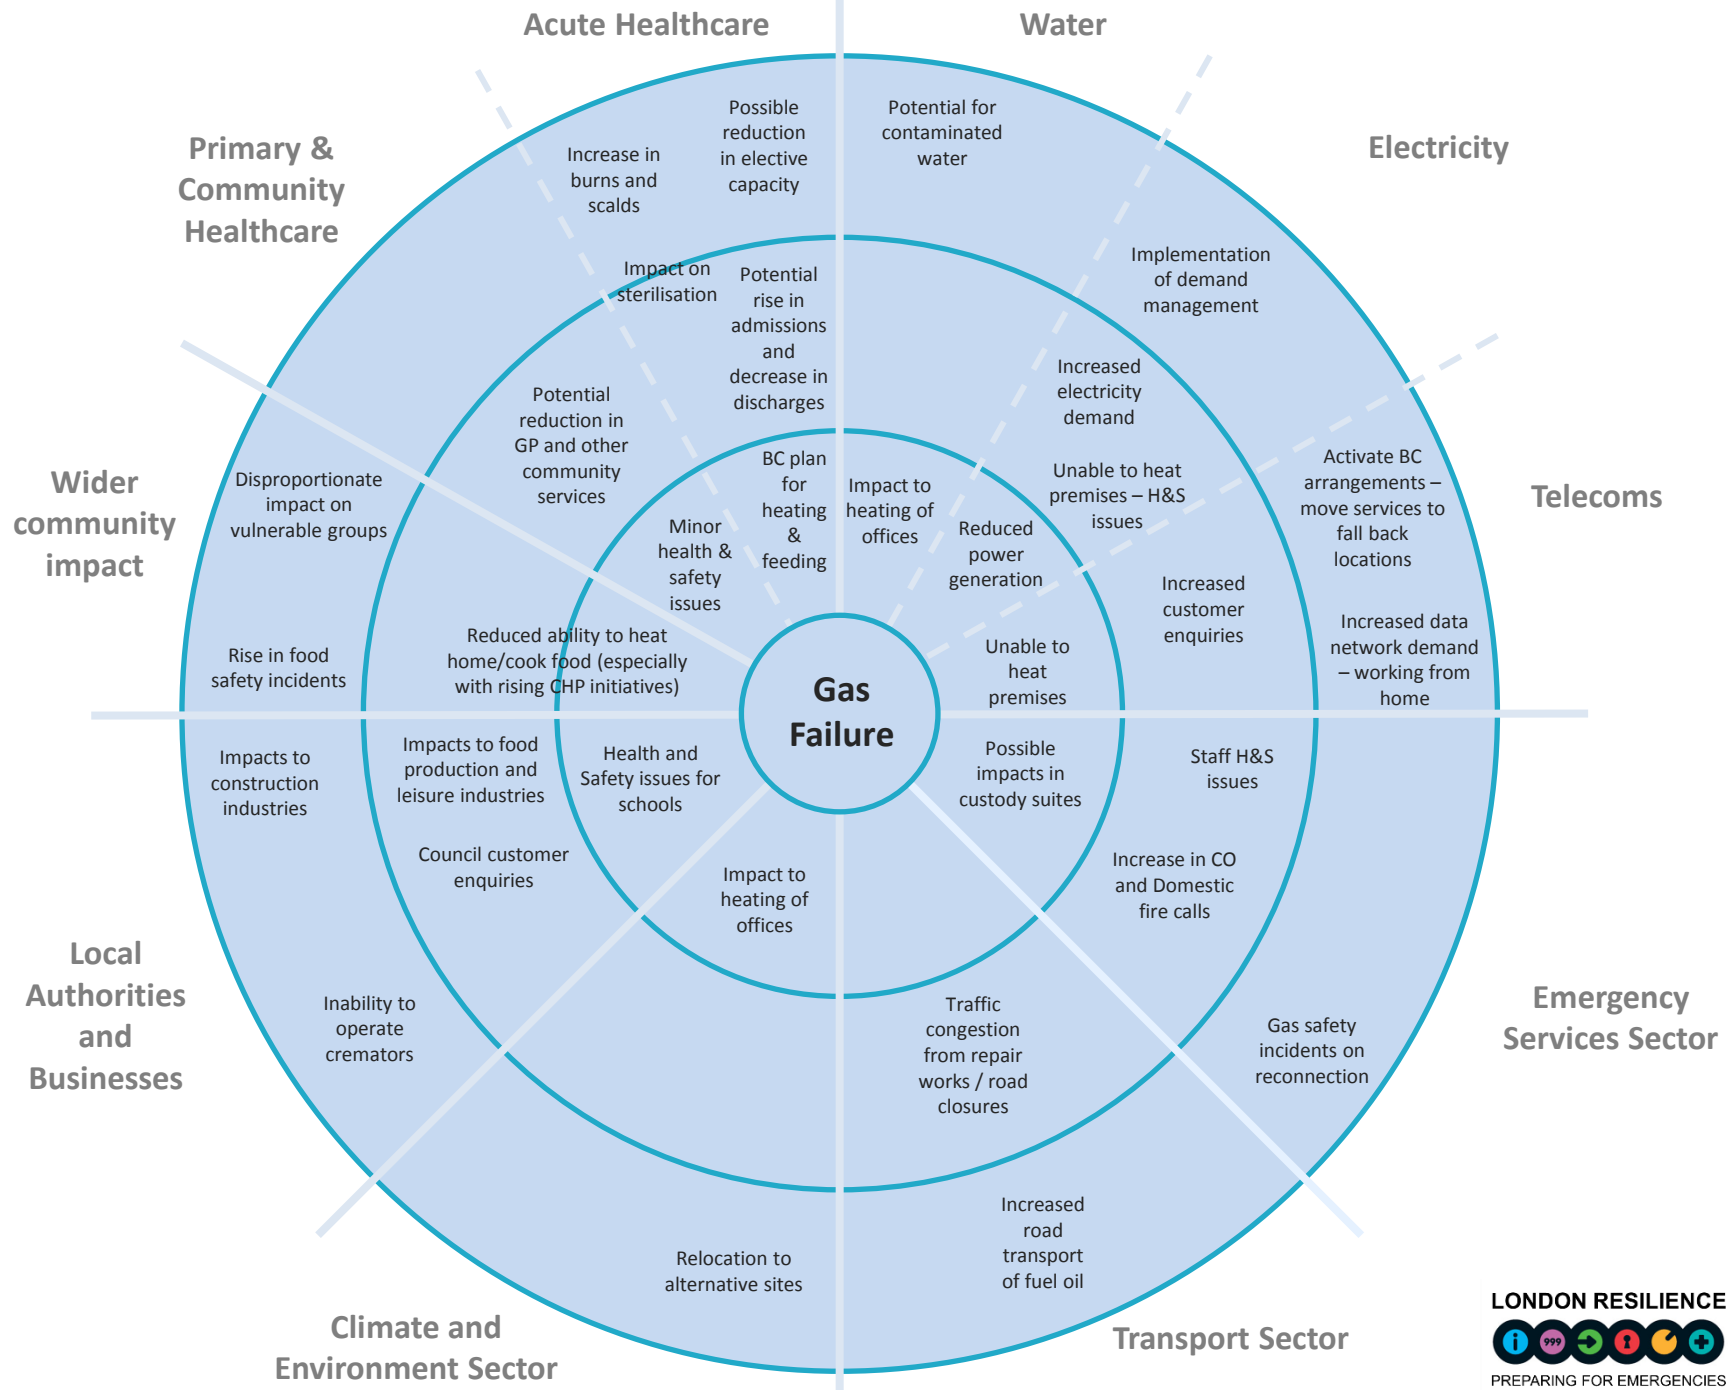 Acute Healthcare
Water
Possible
reduction
in elective
capacity
Potential for
contaminated
water
Primary &
Community
Healthcare
Increase in
burns and
scalds
Electricity
Implementation
of demand
management
Impact on
sterilisation
Potential
rise in
admissions
and
decrease in
discharges
Increased
electricity
demand
Potential
reduction in
GP and other
community
services
Wider
community
impact
Disproportionate
impact on
vulnerable groups
BC plan
for
heating
&
feeding
Impact to
heating of
offices
Unable to heat
premises – H&S
issues
Activate BC
arrangements –
move services to
fall back
locations
Telecoms
Minor
health &
safety
issues
Reduced
power
generation
Increased
customer
enquiries
Rise in food
safety incidents
Reduced ability to heat
home/cook food (especially
with rising CHP initiatives)
Unable to
heat
premises
Increased data
network demand
– working from
home
Gas
Failure
Impacts to
construction
industries
Impacts to food
production and
leisure industries
Health and
Safety issues for
schools
Possible
impacts in
custody suites
Staff H&S
issues
Council customer
enquiries
Impact to
heating of
offices
Increase in CO
and Domestic
fire calls
Local
Authorities
and
Businesses
Inability to
operate
cremators
Traffic
congestion
from repair
works / road
closures
Gas safety
incidents on
reconnection
Emergency
Services Sector
Relocation to
alternative sites
Increased
road
transport
of fuel oil
Climate and
Environment Sector
Transport Sector
LONDON RESILIENCE
999
PREPARING FOR EMERGENCIES